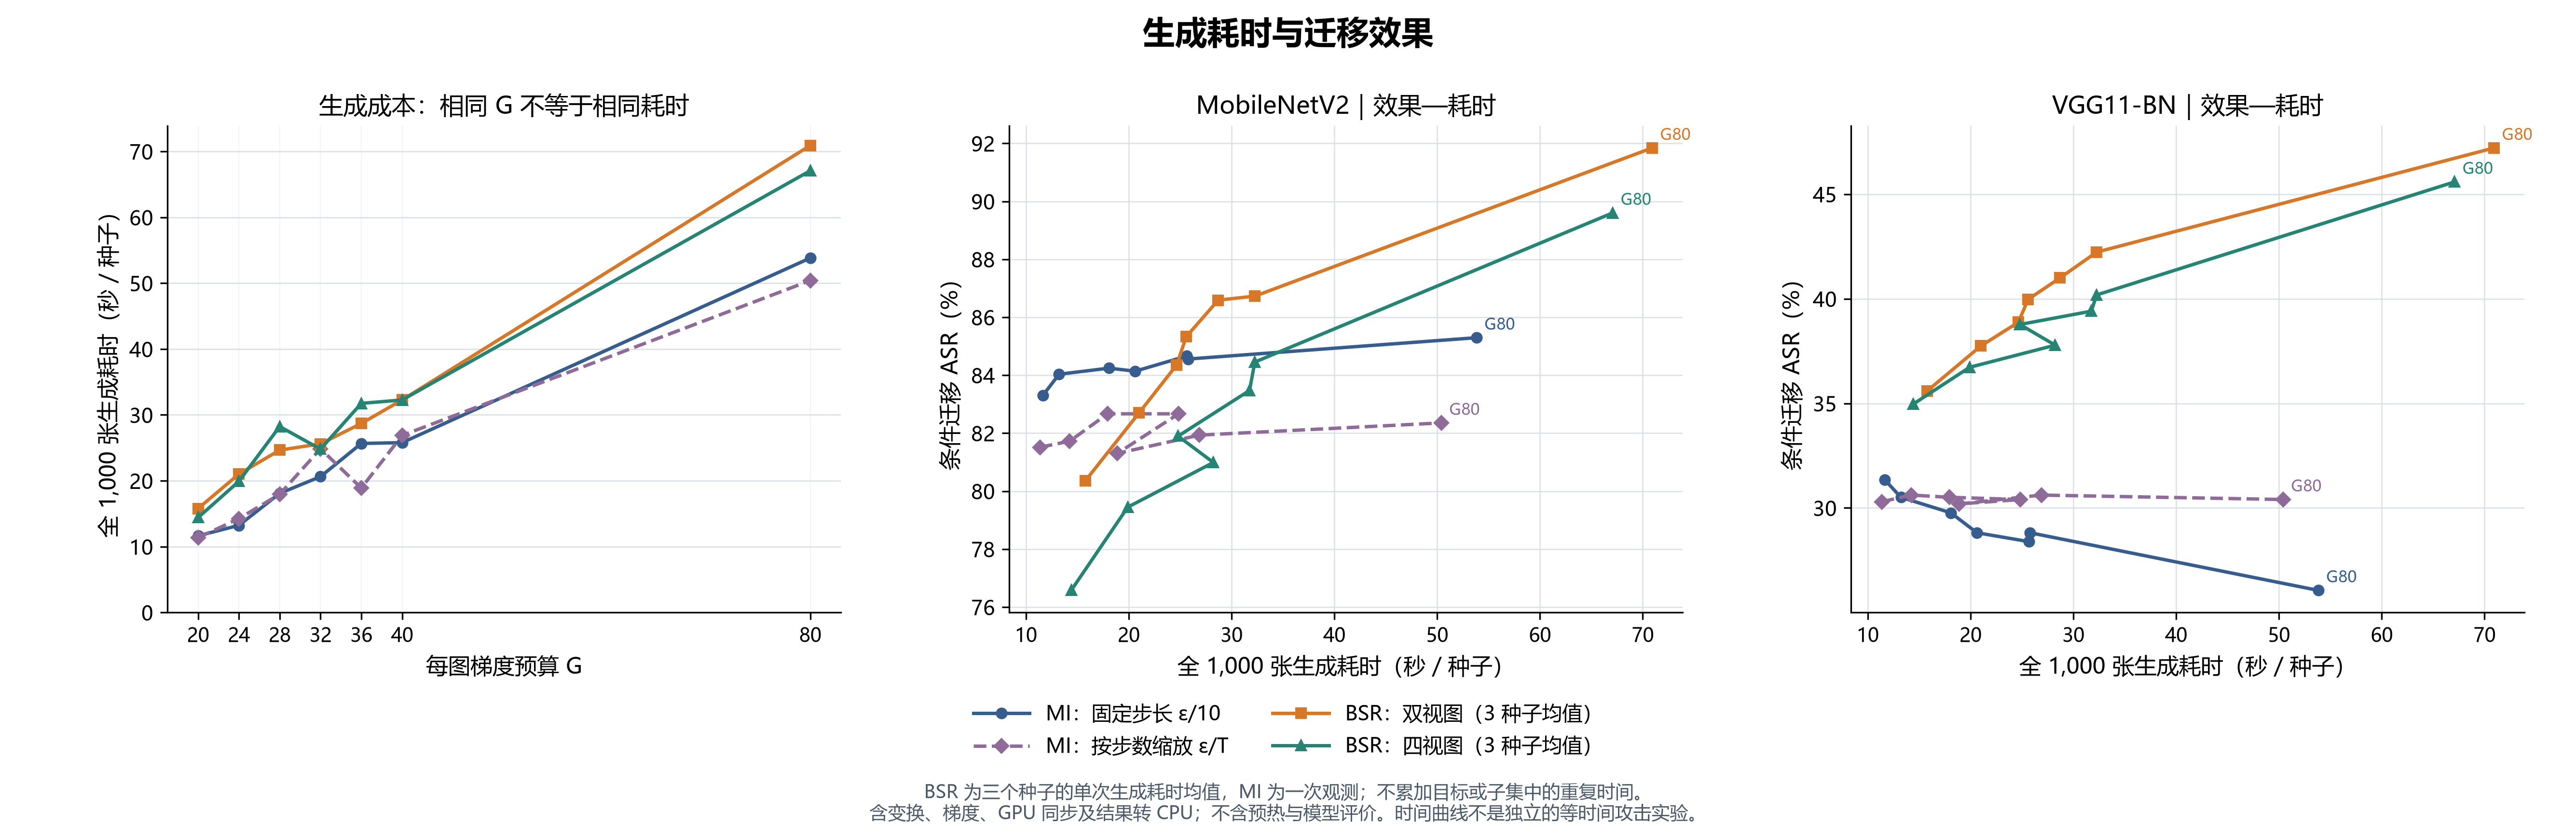 生成耗时与迁移效果
生成成本：相同 G 不等于相同耗时
全 1,000 张生成耗时（秒 / 种子）
70
60
50
40
30
20
10
0
20 24 28 32 36 40 80
每图梯度预算 G
MobileNetV2 | 效果—耗时
条件迁移 ASR（%）
92
90
88
86
84
82
80
78
76
G80
G80
G80
G80
10 20 30 40 50 60 70
全 1,000 张生成耗时（秒 / 种子）
VGG11-BN | 效果—耗时
条件迁移 ASR（%）
45
40
35
30
G80
G80
G80
G80
10 20 30 40 50 60 70
全 1,000 张生成耗时（秒 / 种子）
MI：固定步长 ε/10
BSR：双视图（3 种子均值）
MI：按步数缩放 ε/T
BSR：四视图（3 种子均值）
BSR 为三个种子的单次生成耗时均值，MI 为一次观测；不累加目标或子集中的重复时间。
含变换、梯度、GPU 同步及结果转 CPU；不含预热与模型评价。时间曲线不是独立的等时间攻击实验。